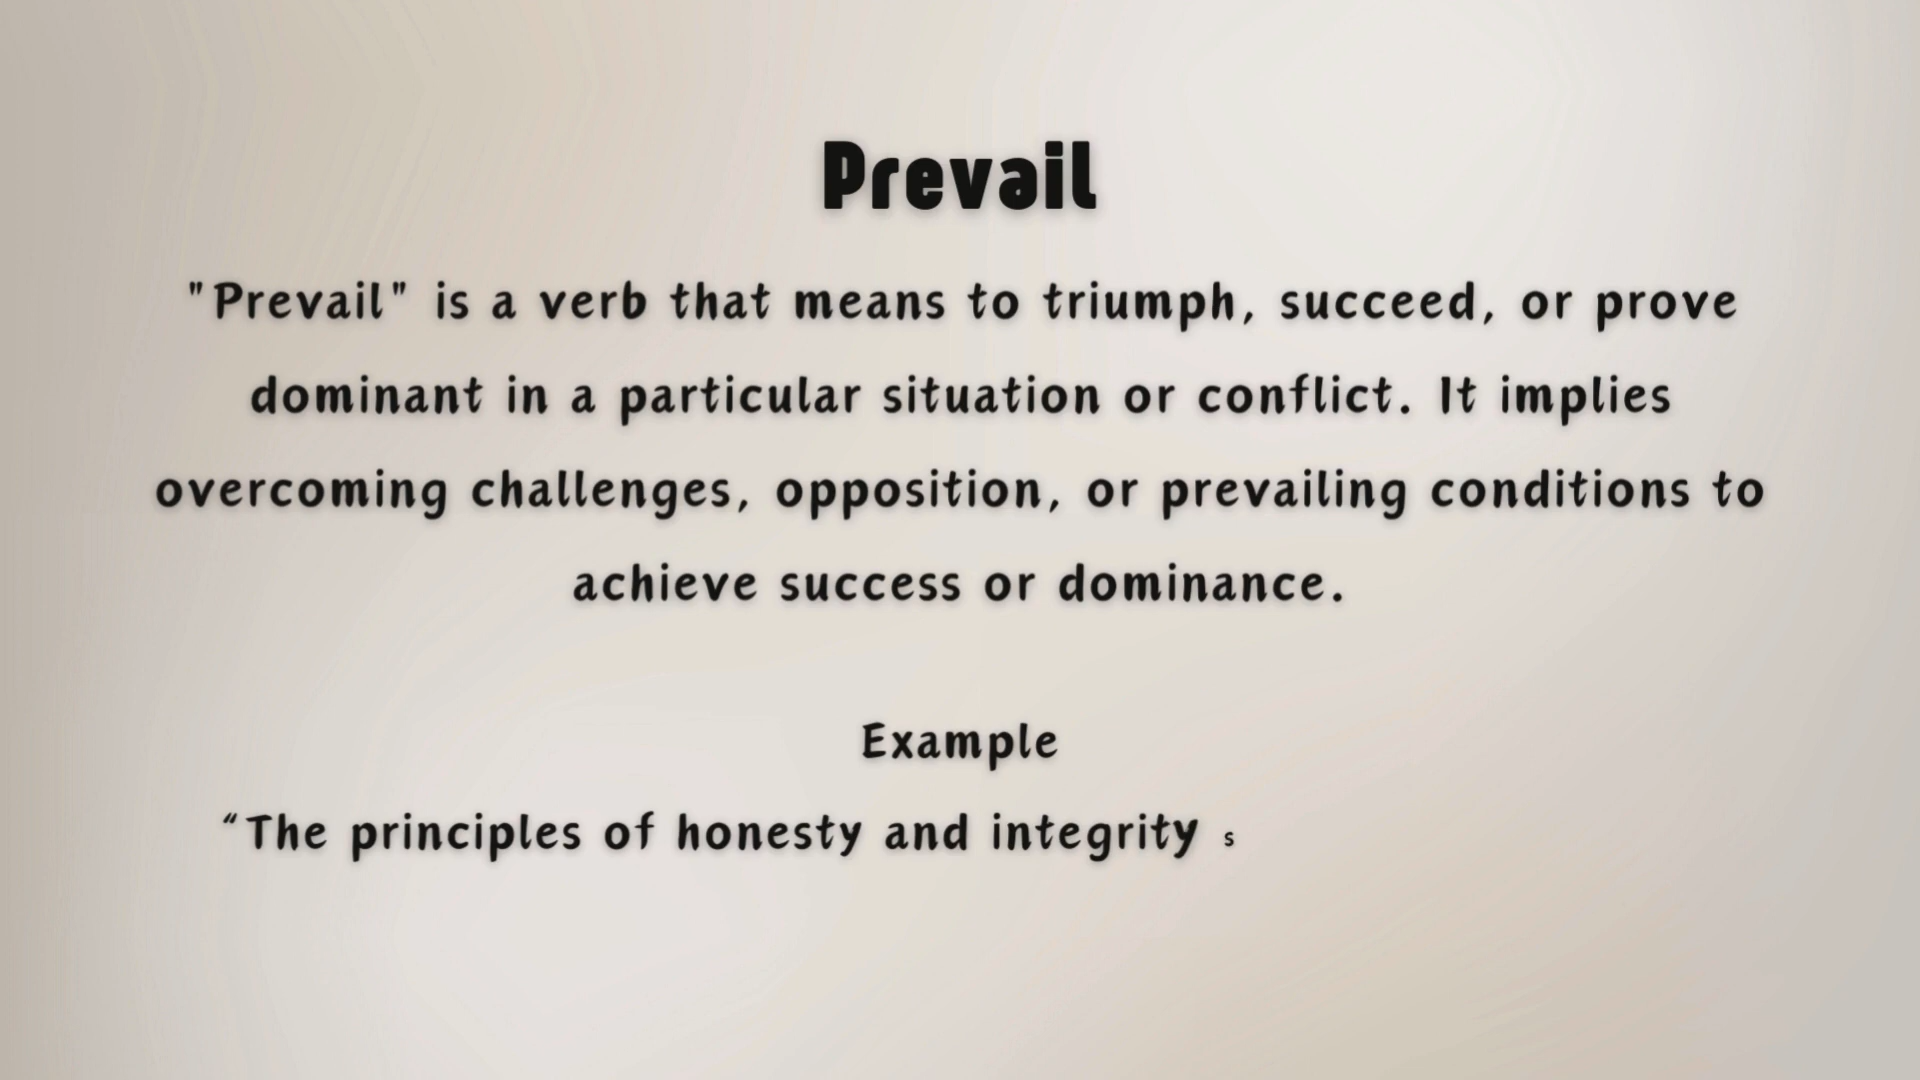 Prevail
"Prevail" is a verb that means to triumph, succeed, or prove
dominant in a particular situation or conflict. It implies
overcoming challenges, opposition, or prevailing conditions to
achieve success or dominance.
Example
“The principles of honesty and integrity s